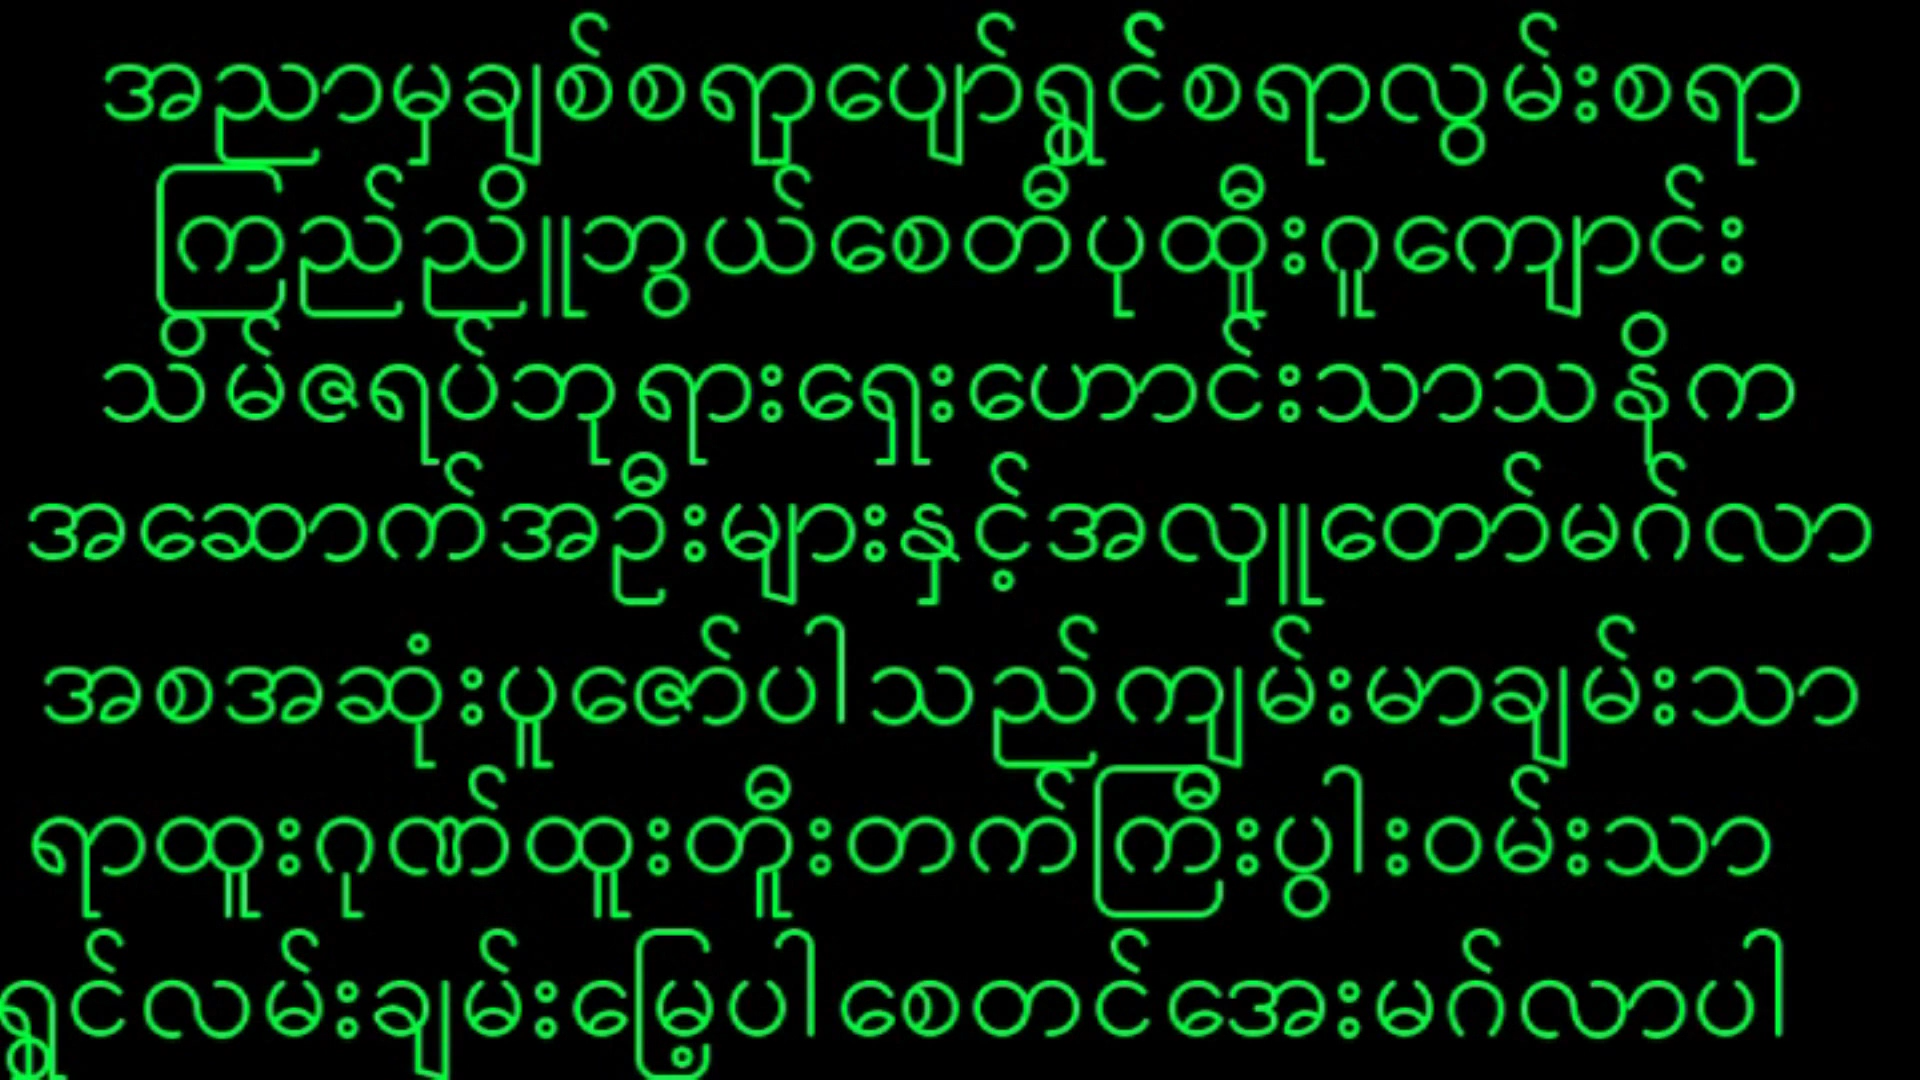 အညာမှချစ်စရာပျော်ရွှင်စရာလွမ်းစရာ
ကြည်ညိုူဘွယ်စေတီပုထိူးဂူကျောင်း
သိမ်ဇရပ်ဘုရားရှေးဟောင်းသာသနိုက
အဆောက်အဦးများနှင့်အလှူတော်မင်္ဂလာ
အစအဆုံးပူဇော်ပါသည်ကျမ်းမာချမ်းသာ
ရာထူးဂုဏ်ထူးတိူးတက်ကြီးပွါးဝမ်းသာ
ရွှင်လမ်းချမ်းမြေ့ပါစေတင်အေးမဂ်လာပါ